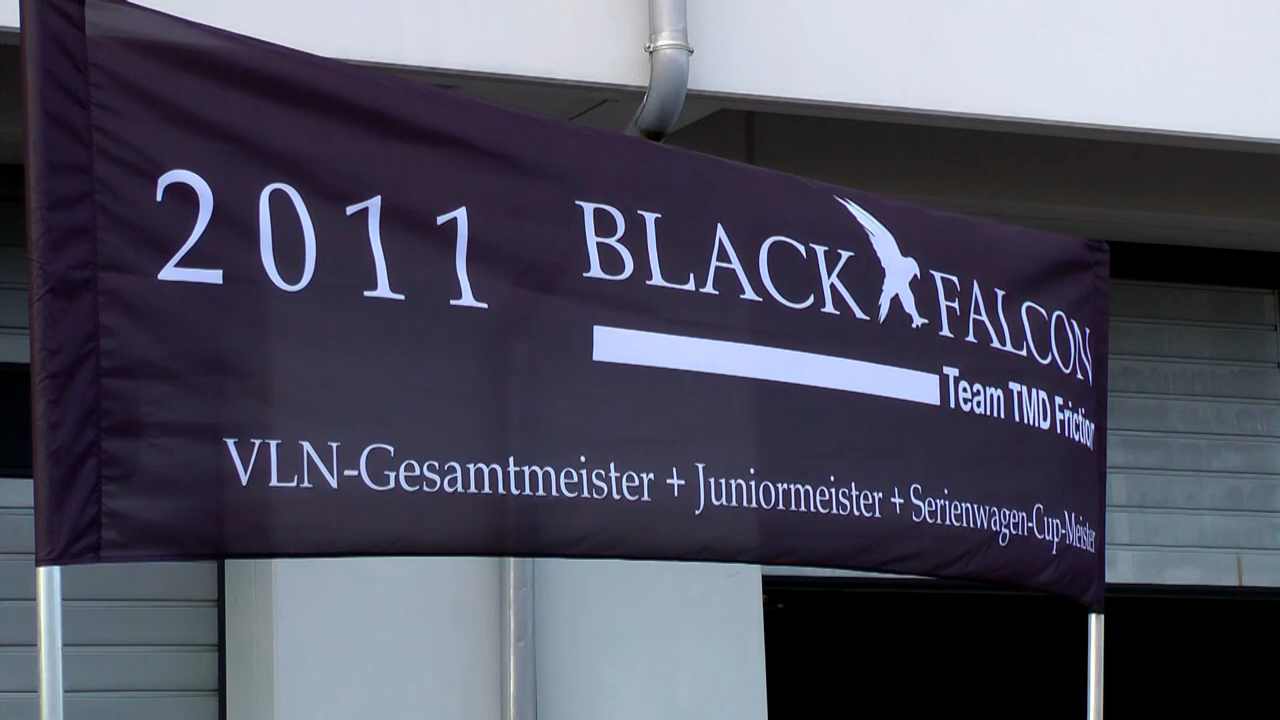 2011 BLACK FALCON
Team TMD Friction
VLN-Gesamtmeister + Juniormeister + Serienwagen-Cup-Meister